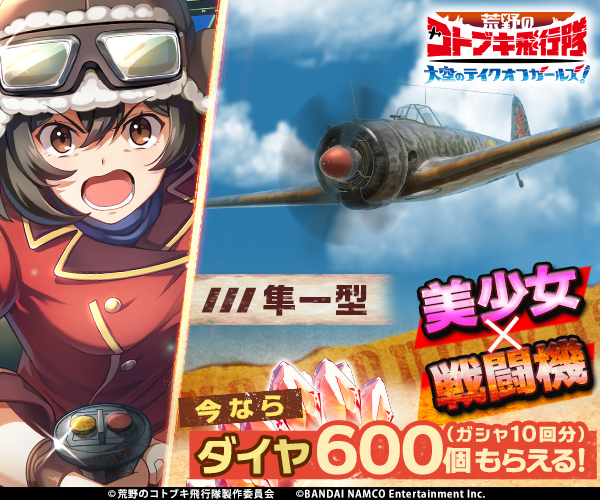 荒野の
コトブキ飛行隊
大空のテイクオフガールズ!
隼一型
美少女
×
戦闘機
今なら
ダイヤ600個もらえる!
(ガシャ10回分)
©荒野のコトブキ飛行隊製作委員会 ©BANDAI NAMCO Entertainment Inc.